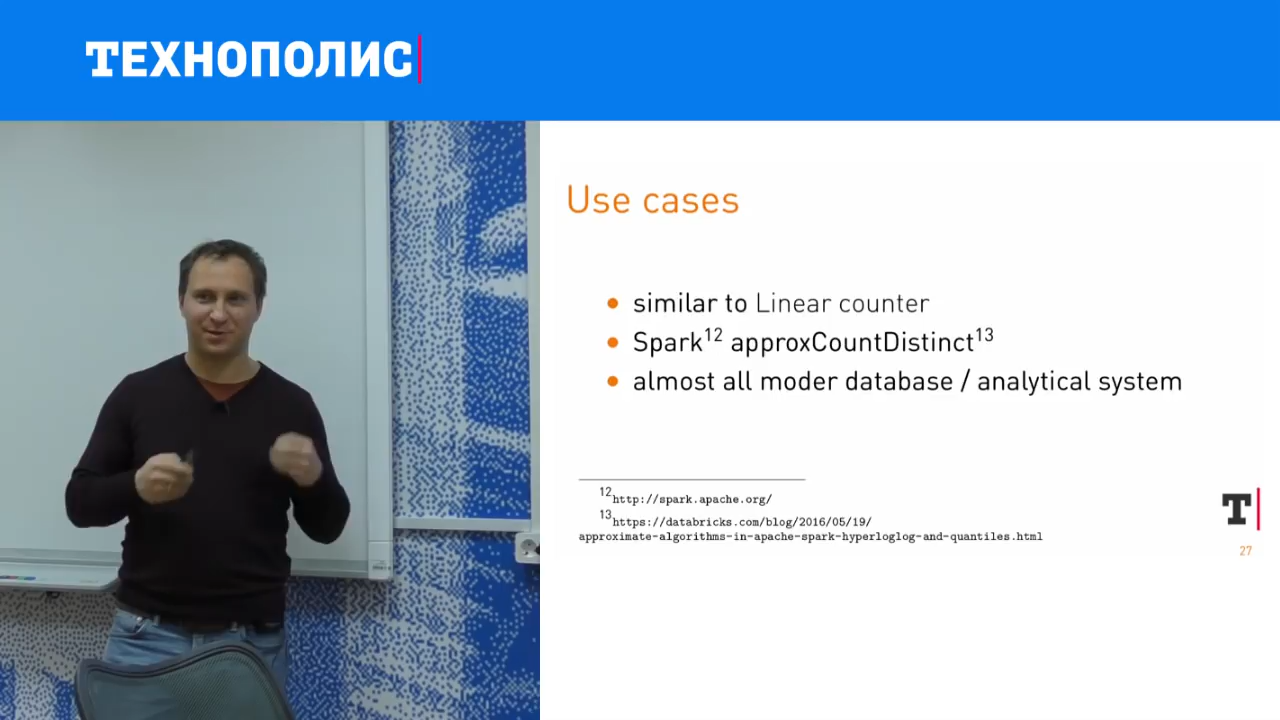 ТЕХНОПОЛИС
Use cases
• similar to Linear counter
• Spark12 approxCountDistinct13
• almost all moder database / analytical system
12http://spark.apache.org/
13https://databricks.com/blog/2016/05/19/
approximate-algorithms-in-apache-spark-hyperloglog-and-quantiles.html
T
27